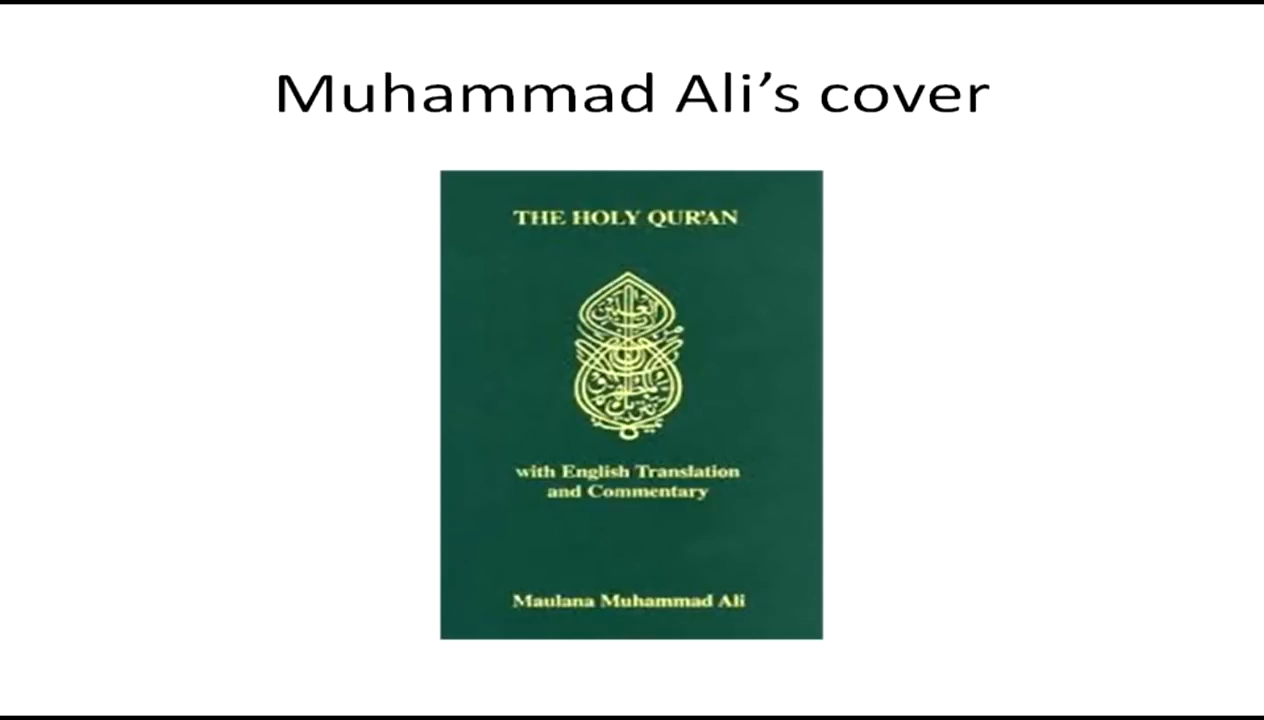 Muhammad Ali’s cover
THE HOLY QUR'AN
with English Translation
and Commentary
Maulana Muhammad Ali